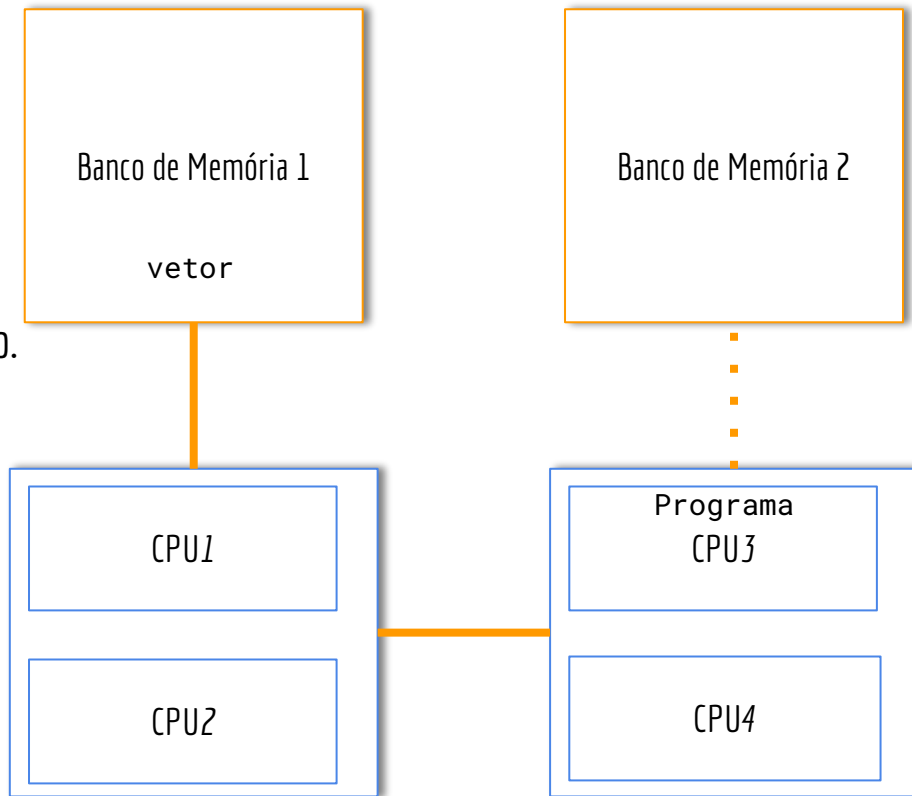 Banco de Memória 1
Banco de Memória 2
vetor
o.
Programa
CPU1
CPU3
CPU2
CPU4